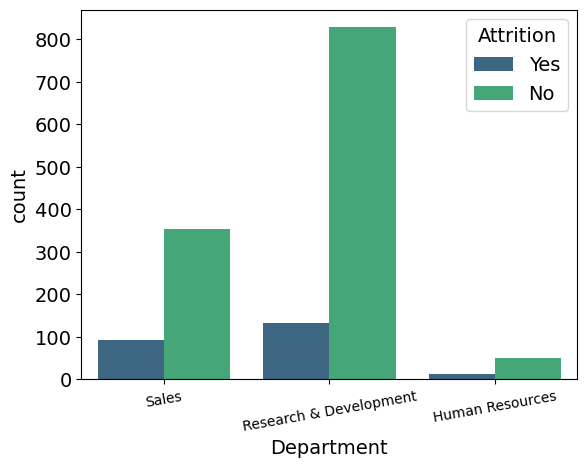 Attrition
Yes
No
800
700
600
500
400
300
200
100
0
count
Sales
Research & Development
Human Resources
Department